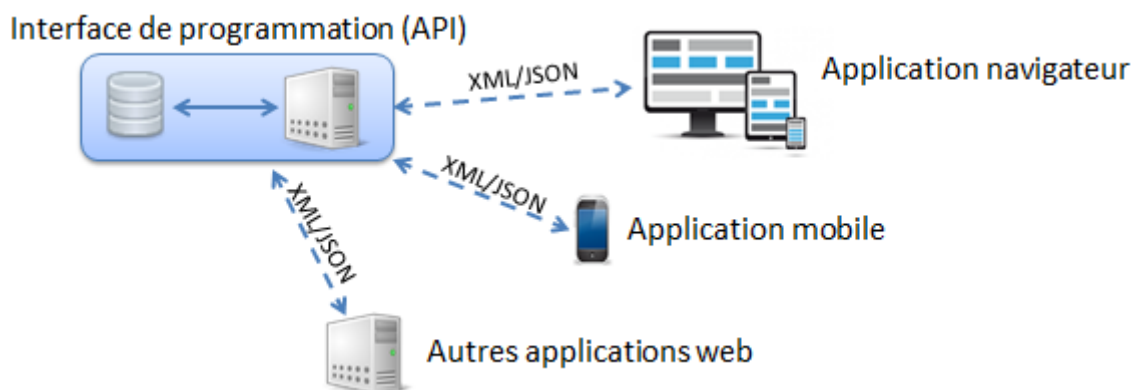 Interface de programmation (API)
XML/JSON
Application navigateur
XML/JSON
Application mobile
XML/JSON
Autres applications web